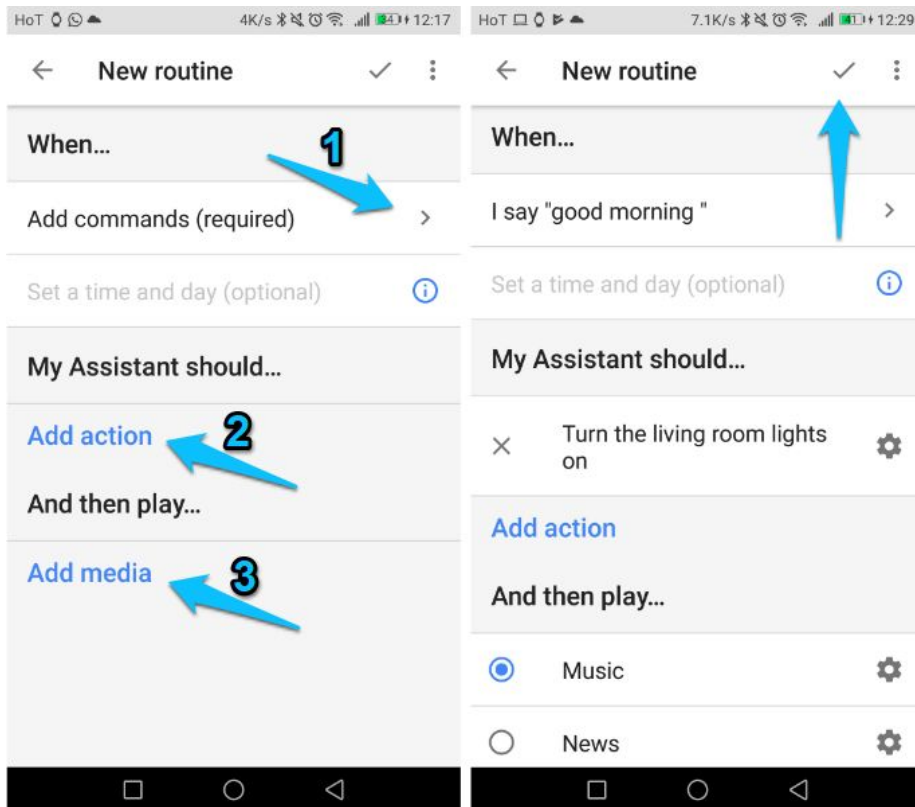 HoT 4K/s 34 12:17
New routine
When...
1
Add commands (required)
Set a time and day (optional)
My Assistant should...
Add action
2
And then play...
Add media
3
HoT 7.1K/s 41 12:29
New routine
When...
I say "good morning "
Set a time and day (optional)
My Assistant should...
Turn the living room lights
on
Add action
And then play...
Music
News